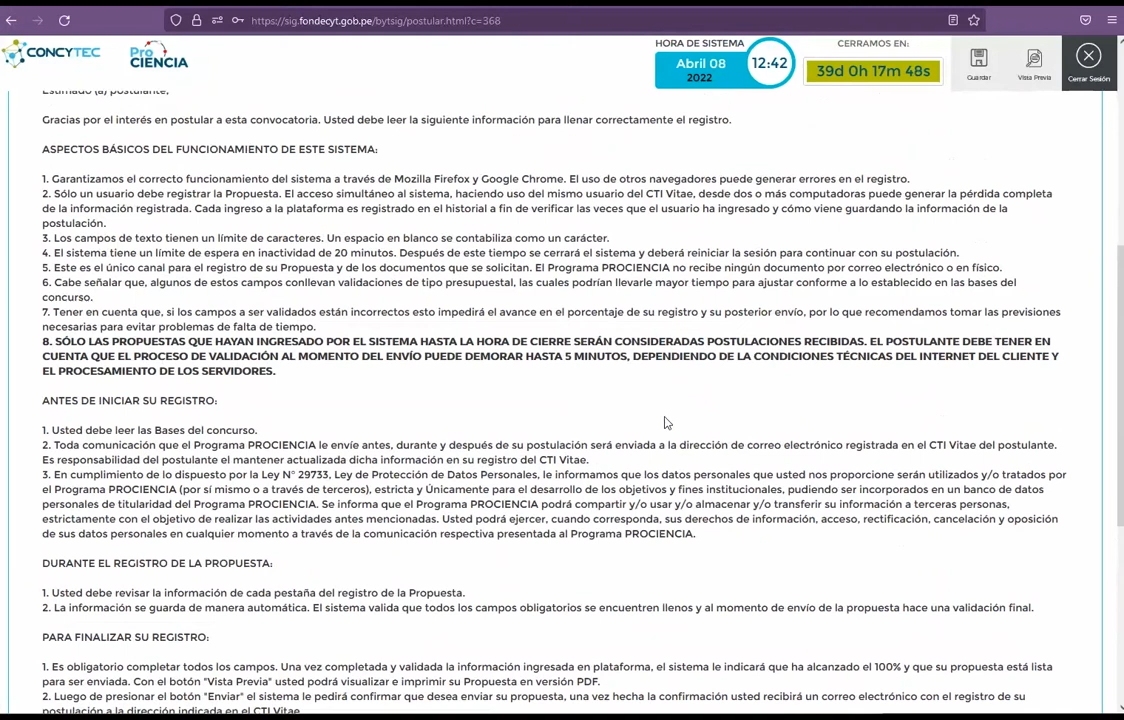 https://sig.fondecyt.gob.pe/bytsig/postular.html?c=368
CONCYTEC
Pro
CIENCIA
HORA DE SISTEMA
Abril 08
2022
12:42
CERRAMOS EN:
39d 0h 17m 48s
Guardar
Vista Previa
Cerrar Sesión
Estimado (a) postulante,
Gracias por el interés en postular a esta convocatoria. Usted debe leer la siguiente información para llenar correctamente el registro.
ASPECTOS BÁSICOS DEL FUNCIONAMIENTO DE ESTE SISTEMA:
1. Garantizamos el correcto funcionamiento del sistema a través de Mozilla Firefox y Google Chrome. El uso de otros navegadores puede generar errores en el registro.
2. Sólo un usuario debe registrar la Propuesta. El acceso simultáneo al sistema, haciendo uso del mismo usuario del CTI Vitae, desde dos o más computadoras puede generar la pérdida completa
de la información registrada. Cada ingreso a la plataforma es registrado en el historial a fin de verificar las veces que el usuario ha ingresado y cómo viene guardando la información de la
postulación.
3. Los campos de texto tienen un límite de caracteres. Un espacio en blanco se contabiliza como un carácter.
4. El sistema tiene un límite de espera en inactividad de 20 minutos. Después de este tiempo se cerrará el sistema y deberá reiniciar la sesión para continuar con su postulación.
5. Este es el único canal para el registro de su Propuesta y de los documentos que se solicitan. El Programa PROCIENCIA no recibe ningún documento por correo electrónico o en físico.
6. Cabe señalar que, algunos de estos campos conllevan validaciones de tipo presupuestal, las cuales podrían llevarle mayor tiempo para ajustar conforme a lo establecido en las bases del
concurso.
7. Tener en cuenta que, si los campos a ser validados están incorrectos esto impedirá el avance en el porcentaje de su registro y su posterior envío, por lo que recomendamos tomar las previsiones
necesarias para evitar problemas de falta de tiempo.
8. SÓLO LAS PROPUESTAS QUE HAYAN INGRESADO POR EL SISTEMA HASTA LA HORA DE CIERRE SERÁN CONSIDERADAS POSTULACIONES RECIBIDAS. EL POSTULANTE DEBE TENER EN
CUENTA QUE EL PROCESO DE VALIDACIÓN AL MOMENTO DEL ENVÍO PUEDE DEMORAR HASTA 5 MINUTOS, DEPENDIENDO DE LA CONDICIONES TÉCNICAS DEL INTERNET DEL CLIENTE Y
EL PROCESAMIENTO DE LOS SERVIDORES.
ANTES DE INICIAR SU REGISTRO:
1. Usted debe leer las Bases del concurso.
2. Toda comunicación que el Programa PROCIENCIA le envíe antes, durante y después de su postulación será enviada a la dirección de correo electrónico registrada en el CTI Vitae del postulante.
Es responsabilidad del postulante el mantener actualizada dicha información en su registro del CTI Vitae.
3. En cumplimiento de lo dispuesto por la Ley N° 29733, Ley de Protección de Datos Personales, le informamos que los datos personales que usted nos proporcione serán utilizados y/o tratados por
el Programa PROCIENCIA (por sí mismo o a través de terceros), estricta y Únicamente para el desarrollo de los objetivos y fines institucionales, pudiendo ser incorporados en un banco de datos
personales de titularidad del Programa PROCIENCIA. Se informa que el Programa PROCIENCIA podrá compartir y/o usar y/o almacenar y/o transferir su información a terceras personas,
estrictamente con el objetivo de realizar las actividades antes mencionadas. Usted podrá ejercer, cuando corresponda, sus derechos de información, acceso, rectificación, cancelación y oposición
de sus datos personales en cualquier momento a través de la comunicación respectiva presentada al Programa PROCIENCIA.
DURANTE EL REGISTRO DE LA PROPUESTA:
1. Usted debe revisar la información de cada pestaña del registro de la Propuesta.
2. La información se guarda de manera automática. El sistema valida que todos los campos obligatorios se encuentren llenos y al momento de envío de la propuesta hace una validación final.
PARA FINALIZAR SU REGISTRO:
1. Es obligatorio completar todos los campos. Una vez completada y validada la información ingresada en plataforma, el sistema le indicará que ha alcanzado el 100% y que su propuesta está lista
para ser enviada. Con el botón "Vista Previa" usted podrá visualizar e imprimir su Propuesta en versión PDF.
2. Luego de presionar el botón "Enviar" el sistema le pedirá confirmar que desea enviar su propuesta, una vez hecha la confirmación usted recibirá un correo electrónico con el registro de su
postulación a la dirección indicada en el CTI Vitae.